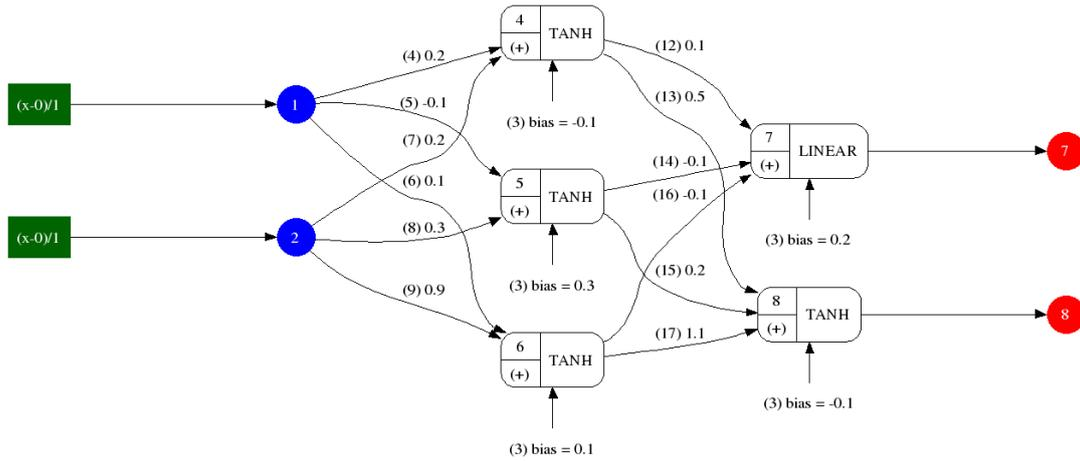 (x-0)/1
(x-0)/1
1
2
(4) 0.2
(5) -0.1
(7) 0.2
(6) 0.1
(8) 0.3
(9) 0.9
4
(+)
TANH
(3) bias = -0.1
5
(+)
TANH
(3) bias = 0.3
6
(+)
TANH
(3) bias = 0.1
(12) 0.1
(13) 0.5
(14) -0.1
(16) -0.1
(15) 0.2
(17) 1.1
7
(+)
LINEAR
(3) bias = 0.2
8
(+)
TANH
(3) bias = -0.1
7
8